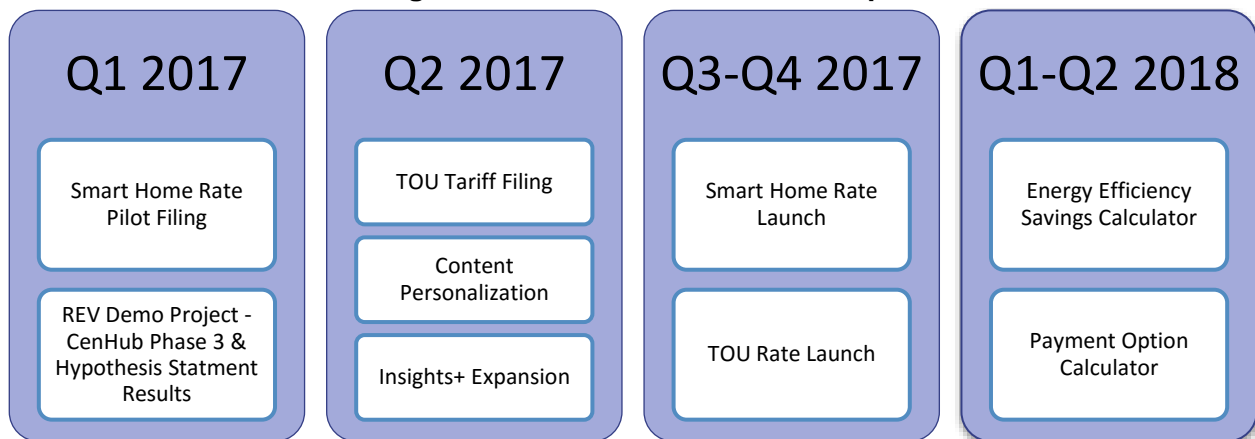 Q1 2017
Smart Home Rate
Pilot Filing
REV Demo Project -
CenHub Phase 3 &
Hypothesis Statment
Results
Q2 2017
TOU Tariff Filing
Content
Personalization
Insights+ Expansion
Q3-Q4 2017
Smart Home Rate
Launch
TOU Rate Launch
Q1-Q2 2018
Energy Efficiency
Savings Calculator
Payment Option
Calculator